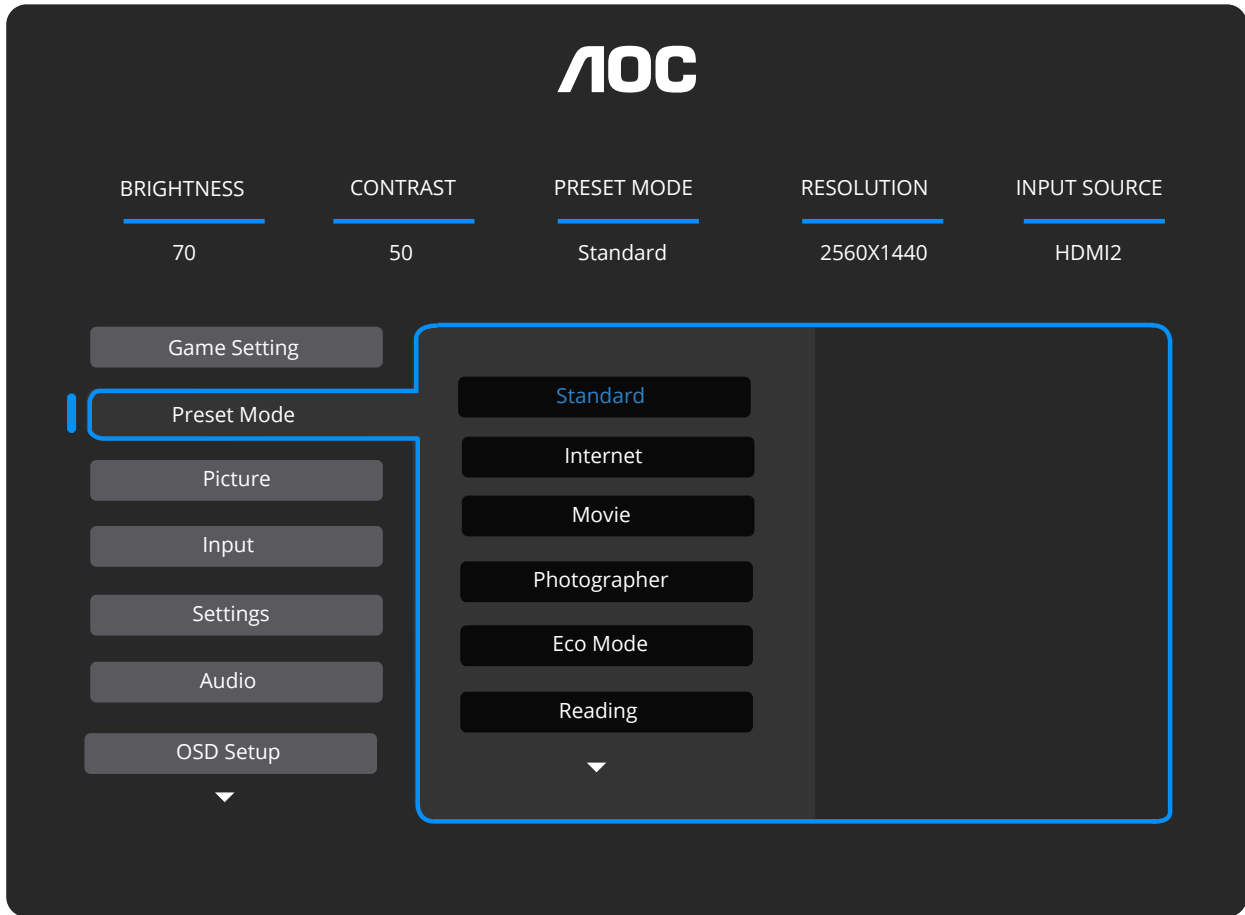 AOC
BRIGHTNESS CONTRAST PRESET MODE RESOLUTION INPUT SOURCE
70 50 Standard 2560X1440 HDMI2
Game Setting
Preset Mode
Picture
Input
Settings
Audio
OSD Setup
Standard
Internet
Movie
Photographer
Eco Mode
Reading